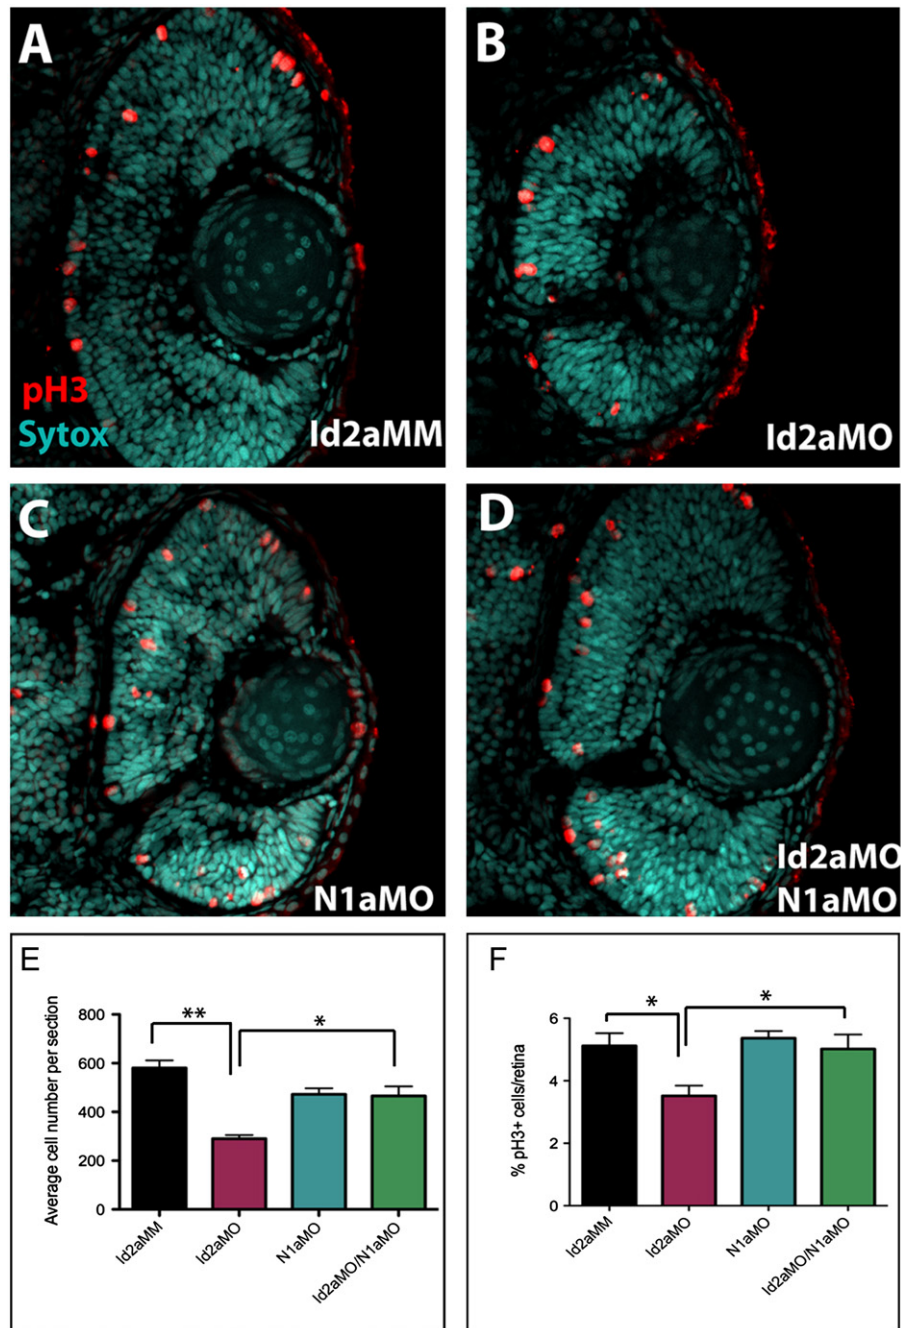 A
B
pH3
Sytox
Id2aMM
Id2aMO
C
D
N1aMO
Id2aMO
N1aMO
E
Average cell number per section
800
600
400
200
0
**
*
Id2aMM
Id2aMO
N1aMO
Id2aMO/N1aMO
F
% pH3+ cells/retina
6
4
2
0
*
*
Id2aMM
Id2aMO
N1aMO
Id2aMO/N1aMO